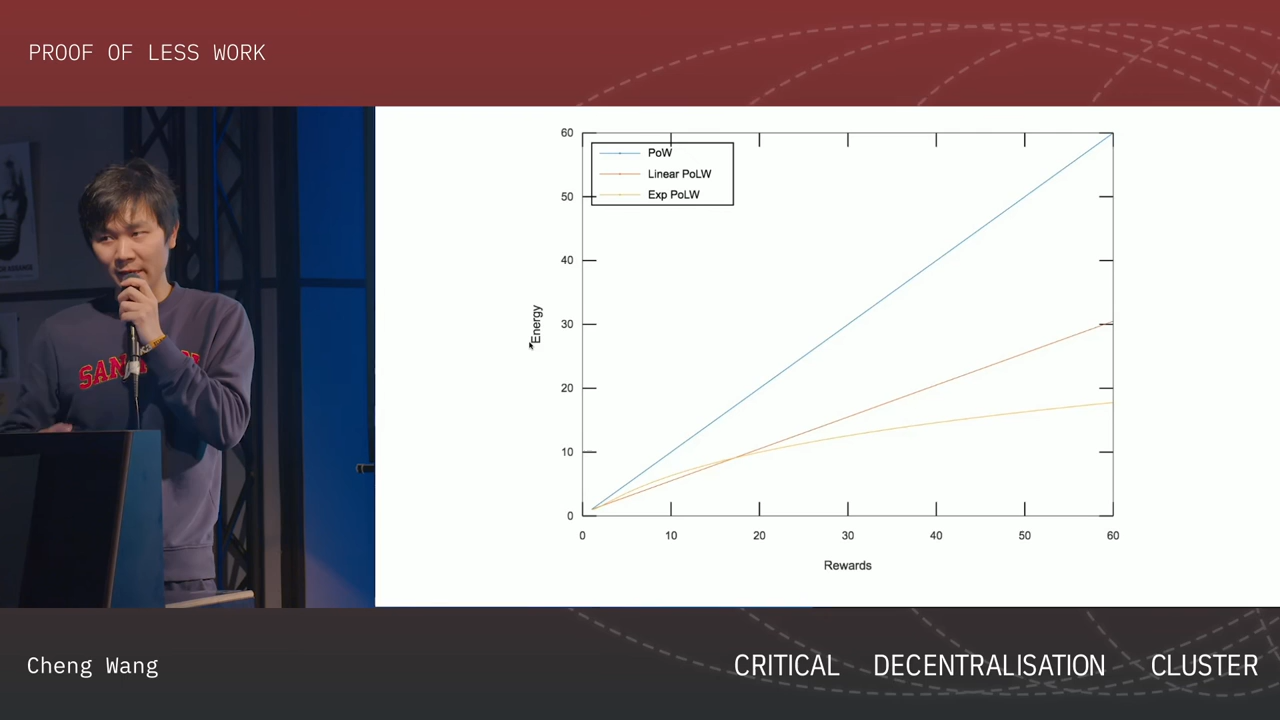 PROOF OF LESS WORK
60
50
40
30
20
10
0
PoW
Linear PoLW
Exp PoLW
Energy
0 10 20 30 40 50 60
Rewards
Cheng Wang
CRITICAL DECENTRALISATION CLUSTER